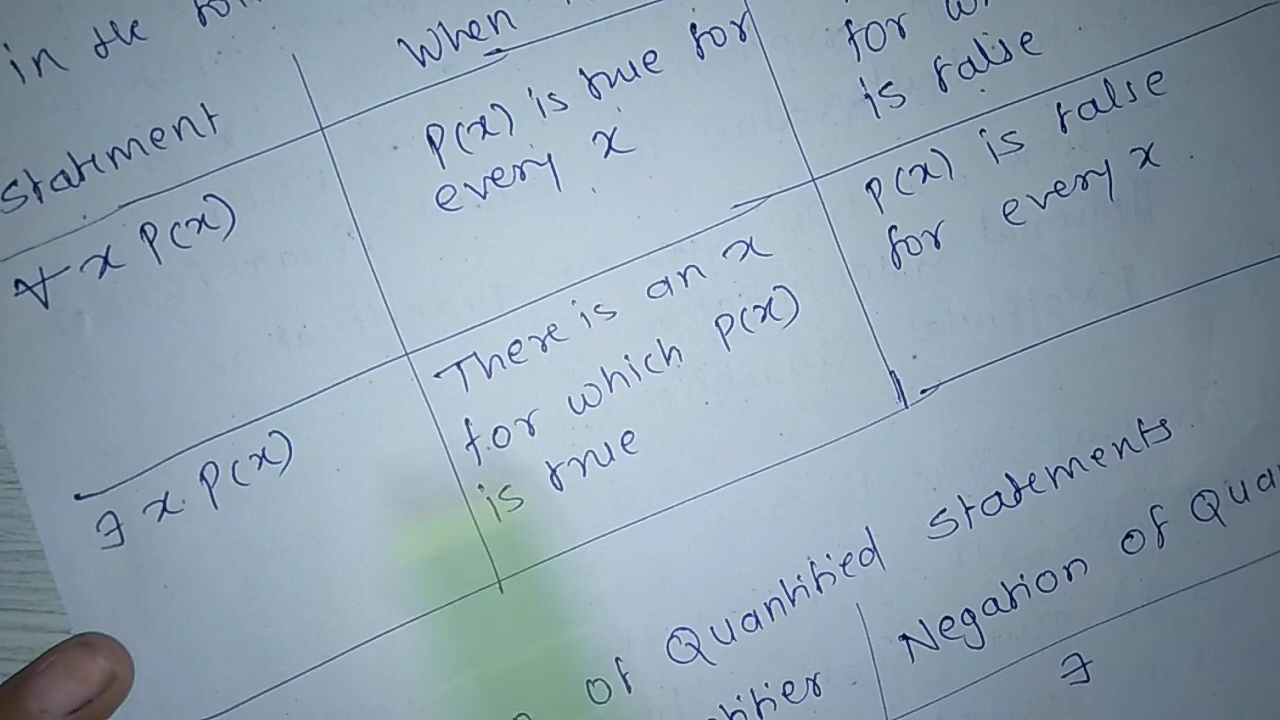 in the
statement
When
for
is false
∀ x P(x)
P(x) is true for
every x
P(x) is false
for every x.
∃ x P(x)
There is an x
for which P(x)
is true
of Quantified statements.
Negation of
∃